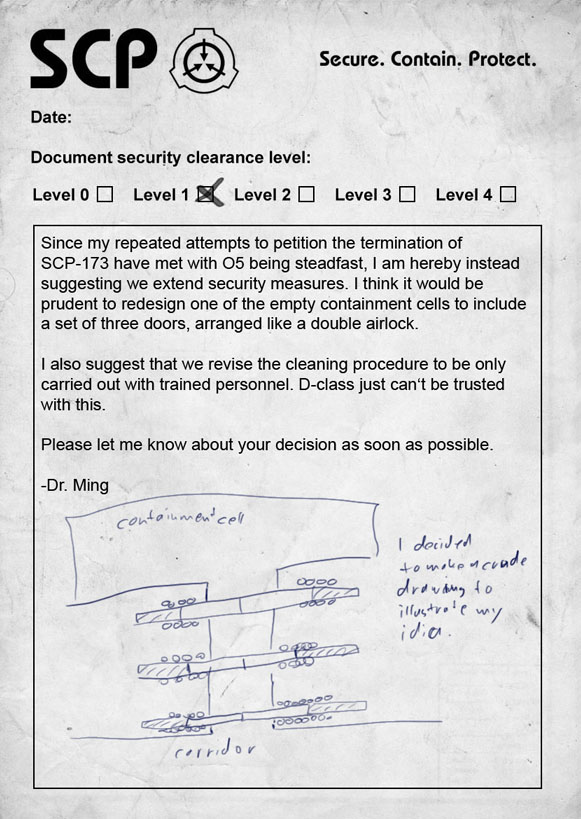 SCP
Secure. Contain. Protect.
Date:
Document security clearance level:
Level 0 Level 1 Level 2 Level 3 Level 4
Since my repeated attempts to petition the termination of
SCP-173 have met with O5 being steadfast, I am hereby instead
suggesting we extend security measures. I think it would be
prudent to redesign one of the empty containment cells to include
a set of three doors, arranged like a double airlock.
I also suggest that we revise the cleaning procedure to be only
carried out with trained personnel. D-class just can't be trusted
with this.
Please let me know about your decision as soon as possible.
-Dr. Ming
containment cell
I decided
to make a crude
drawing to
illustrate my
idia.
corridor